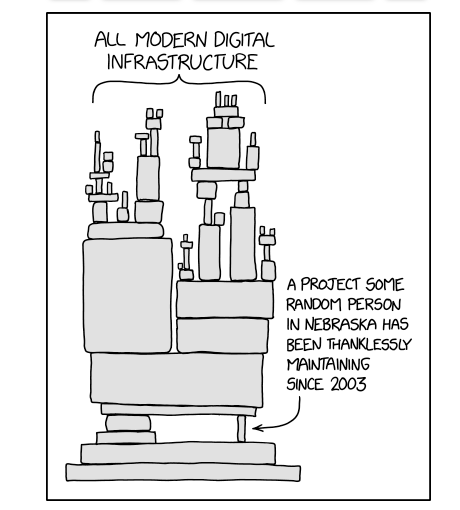 ALL MODERN DIGITAL
INFRASTRUCTURE
A PROJECT SOME
RANDOM PERSON
IN NEBRASKA HAS
BEEN THANKLESSLY
MAINTAINING
SINCE 2003